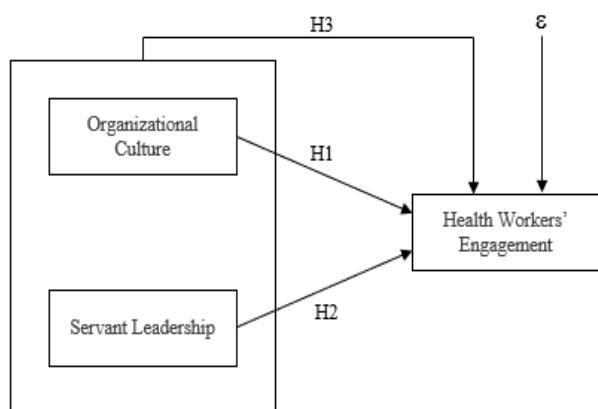 H3
ε
Organizational
Culture
H1
Health Workers’
Engagement
Servant Leadership
H2